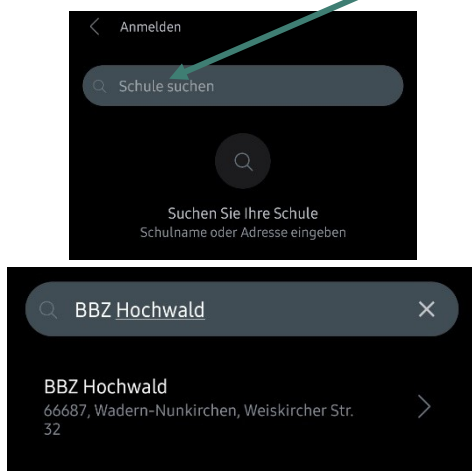 Anmelden
Schule suchen
Suchen Sie Ihre Schule
Schulname oder Adresse eingeben
BBZ Hochwald
BBZ Hochwald
66687, Wadern-Nunkirchen, Weiskircher Str.
32